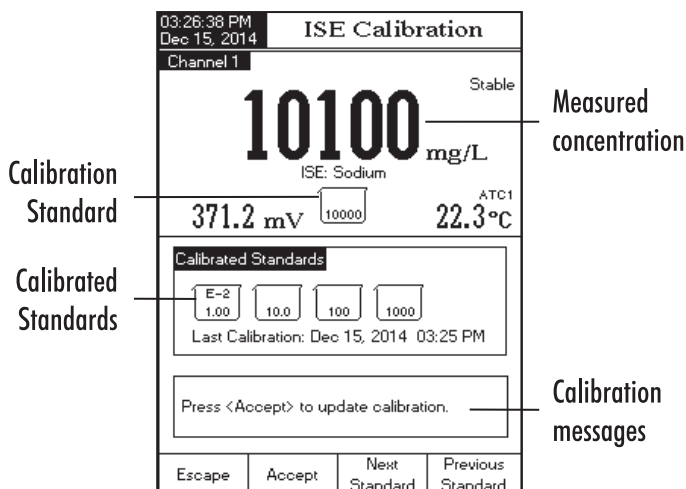 03:26:38 PM
Dec 15, 2014
ISE Calibration
Channel 1
Stable
10100 mg/L
Measured
concentration
ISE: Sodium
Calibration
Standard
371.2 mV
10000
ATC1
22.3°C
Calibrated Standards
Calibrated
Standards
E-2
1.00
10.0
100
1000
Last Calibration: Dec 15, 2014 03:25 PM
Press <Accept> to update calibration.
Calibration
messages
Escape
Accept
Next
Standard
Previous
Standard